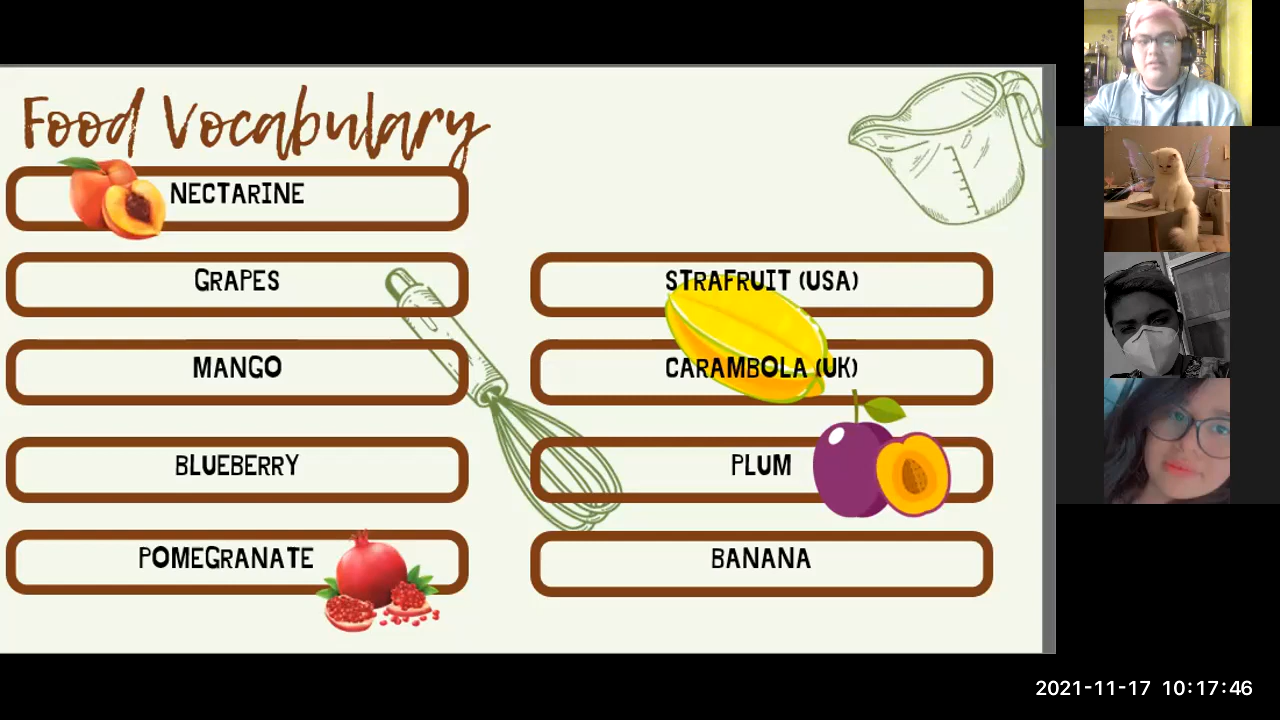 Food Vocabulary
NECTARINE
GRAPES
MANGO
BLUEBERRY
POMEGRANATE
STRAFRUIT (USA)
CARAMBOLA (UK)
PLUM
BANANA
2021-11-17 10:17:46